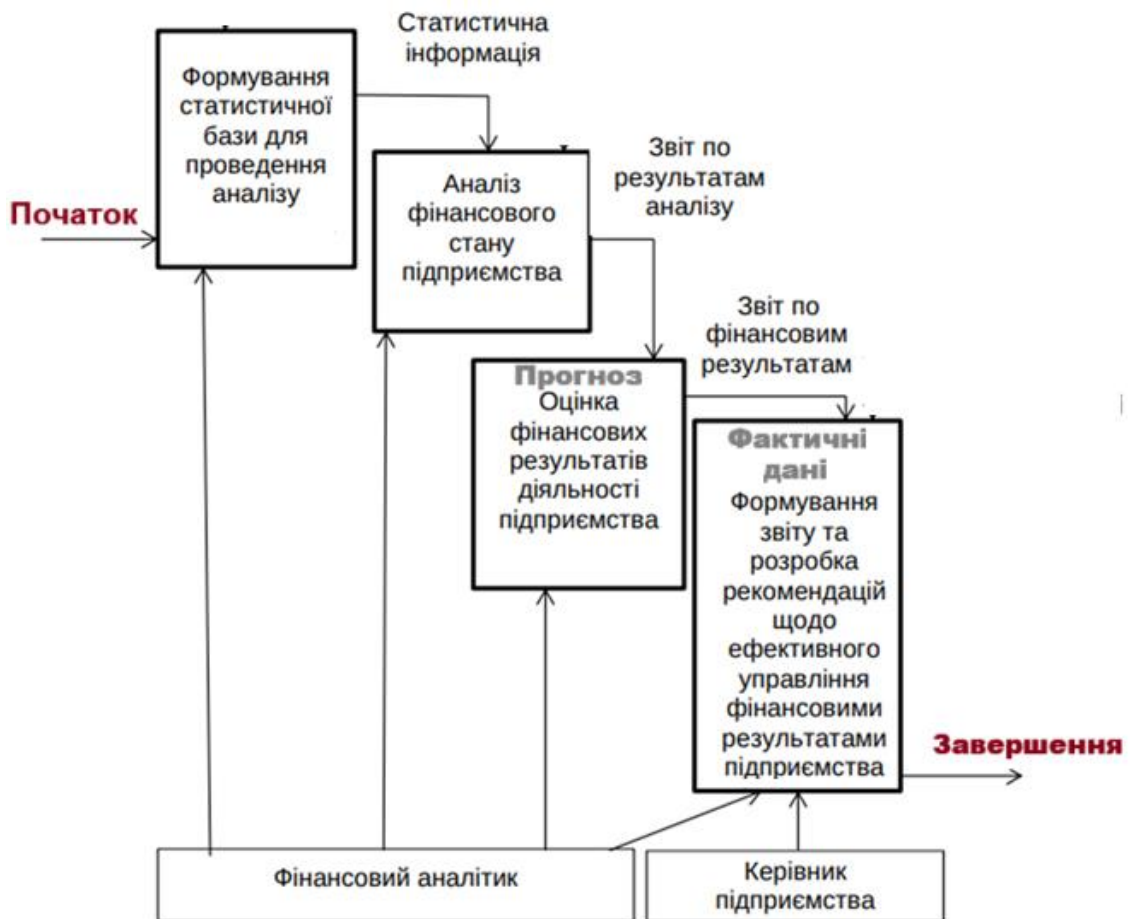 Статистична
інформація
Формування
статистичної
бази для
проведення
аналізу
Початок
Звіт по
результатам
аналізу
Аналіз
фінансового
стану
підприємства
Звіт по
фінансовим
результатам
Прогноз
Оцінка
фінансових
результатів
діяльності
підприємства
Фактичні
дані
Формування
звіту та
розробка
рекомендацій
щодо
ефективного
управління
фінансовими
результатами
підприємства
Завершення
Фінансовий аналітик
Керівник
підприємства